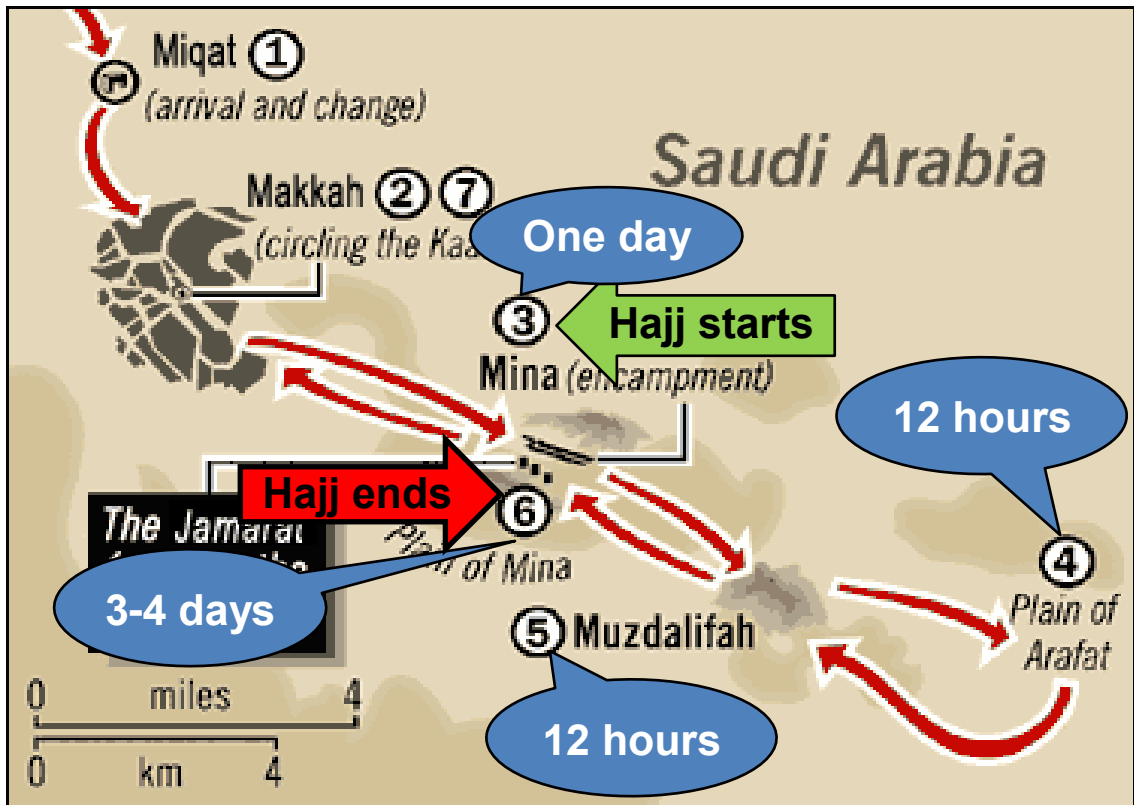 Miqat 1
(arrival and change)
Saudi Arabia
Makkah 2 7
(circling the Kaa
One day
3
Hajj starts
Mina (encampment)
12 hours
Hajj ends
6
The Jamarat
the
Plain of Mina
3-4 days
4
Plain of
Arafat
5 Muzdalifah
12 hours
0 miles 4
0 km 4